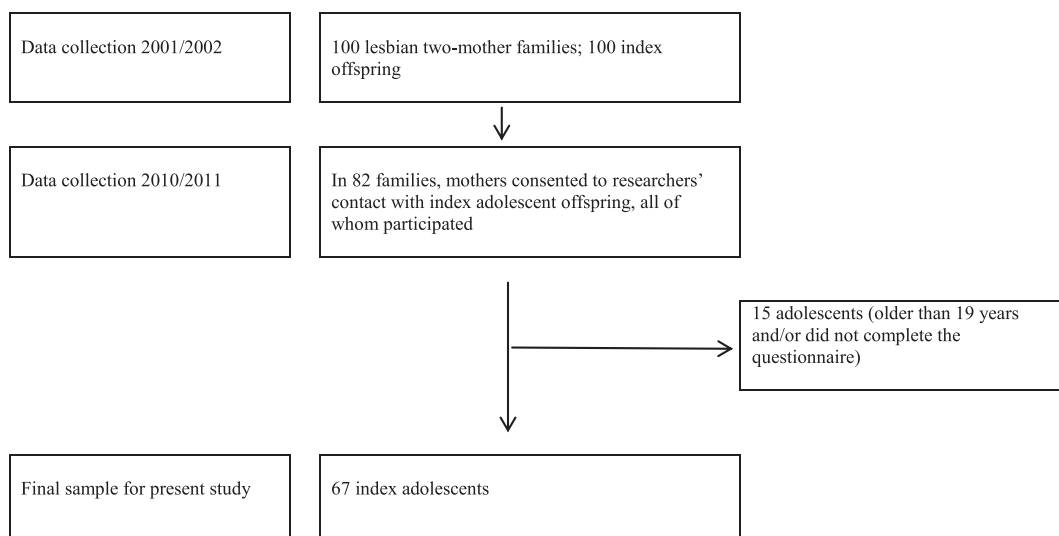 Data collection 2001/2002
100 lesbian two-mother families; 100 index
offspring
Data collection 2010/2011
In 82 families, mothers consented to researchers’
contact with index adolescent offspring, all of
whom participated
15 adolescents (older than 19 years
and/or did not complete the
questionnaire)
Final sample for present study
67 index adolescents